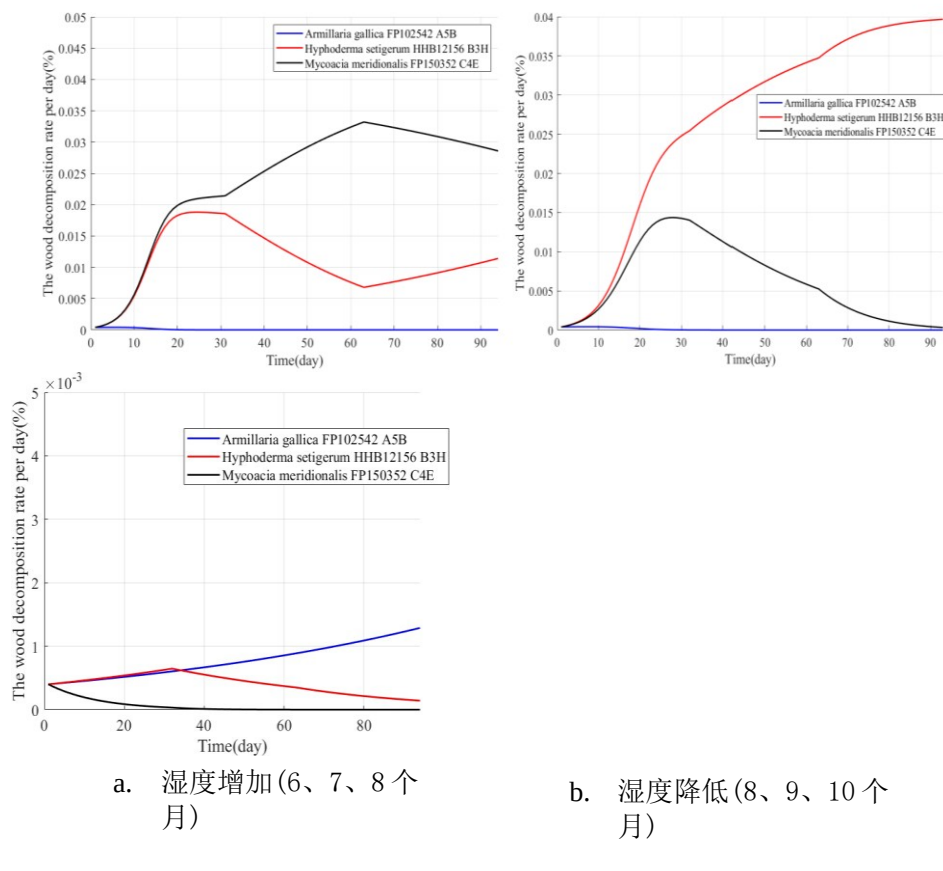 0.05
0.045
0.04
0.035
0.03
0.025
0.02
0.015
0.01
0.005
0
The wood decomposition rate per day(%)
Armillaria gallica FP102542 A5B
Hyphoderma setigerum HHB12156 B3H
Mycoacia meridionalis FP150352 C4E
0 10 20 30 40 50 60 70 80 90
Time(day)
0.04
0.035
0.03
0.025
0.02
0.015
0.01
0.005
0
The wood decomposition rate per day(%)
Armillaria gallica FP102542 A5B
Hyphoderma setigerum HHB12156 B3H
Mycoacia meridionalis FP150352 C4E
0 10 20 30 40 50 60 70 80 90
Time(day)
×10⁻³
5
4
3
2
1
0
The wood decomposition rate per day(%)
Armillaria gallica FP102542 A5B
Hyphoderma setigerum HHB12156 B3H
Mycoacia meridionalis FP150352 C4E
0 20 40 60 80
Time(day)
a. 湿度增加(6、7、8 个
月)
b. 湿度降低(8、9、10 个
月)